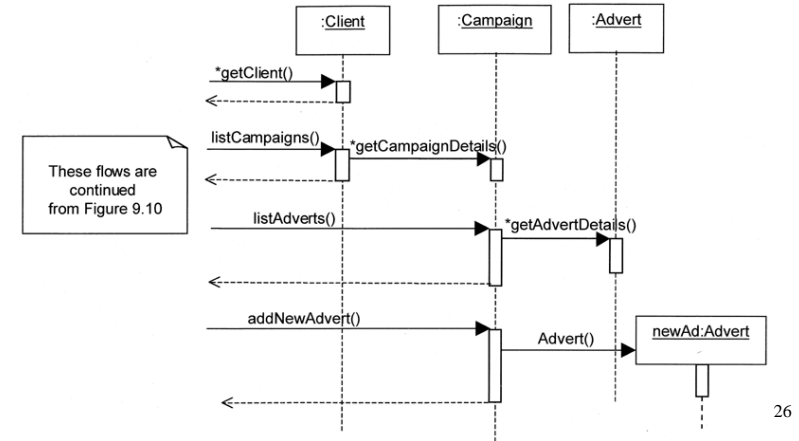 :Client
:Campaign
:Advert
*getClient()
listCampaigns()
*getCampaignDetails()
These flows are
continued
from Figure 9.10
listAdverts()
*getAdvertDetails()
addNewAdvert()
Advert()
newAd:Advert
26